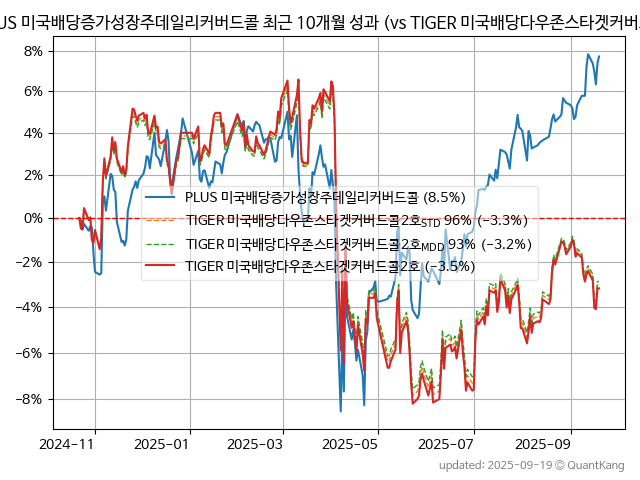 US 미국배당증가성장주데일리커버드콜 최근 10개월 성과 (vs TIGER 미국배당다우존스타겟커버
8%
6%
4%
2%
0%
−2%
−4%
−6%
−8%
PLUS 미국배당증가성장주데일리커버드콜 (8.5%)
TIGER 미국배당다우존스타겟커버드콜2호STD 96% (−3.3%)
TIGER 미국배당다우존스타겟커버드콜2호MDD 93% (−3.2%)
TIGER 미국배당다우존스타겟커버드콜2호 (−3.5%)
2024-11 2025-01 2025-03 2025-05 2025-07 2025-09
updated: 2025-09-19 © QuantKang